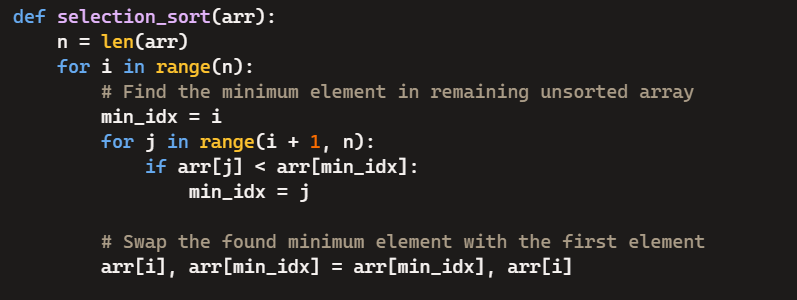 def selection_sort(arr):
    n = len(arr)
    for i in range(n):
        # Find the minimum element in remaining unsorted array
        min_idx = i
        for j in range(i + 1, n):
            if arr[j] < arr[min_idx]:
                min_idx = j

        # Swap the found minimum element with the first element
        arr[i], arr[min_idx] = arr[min_idx], arr[i]